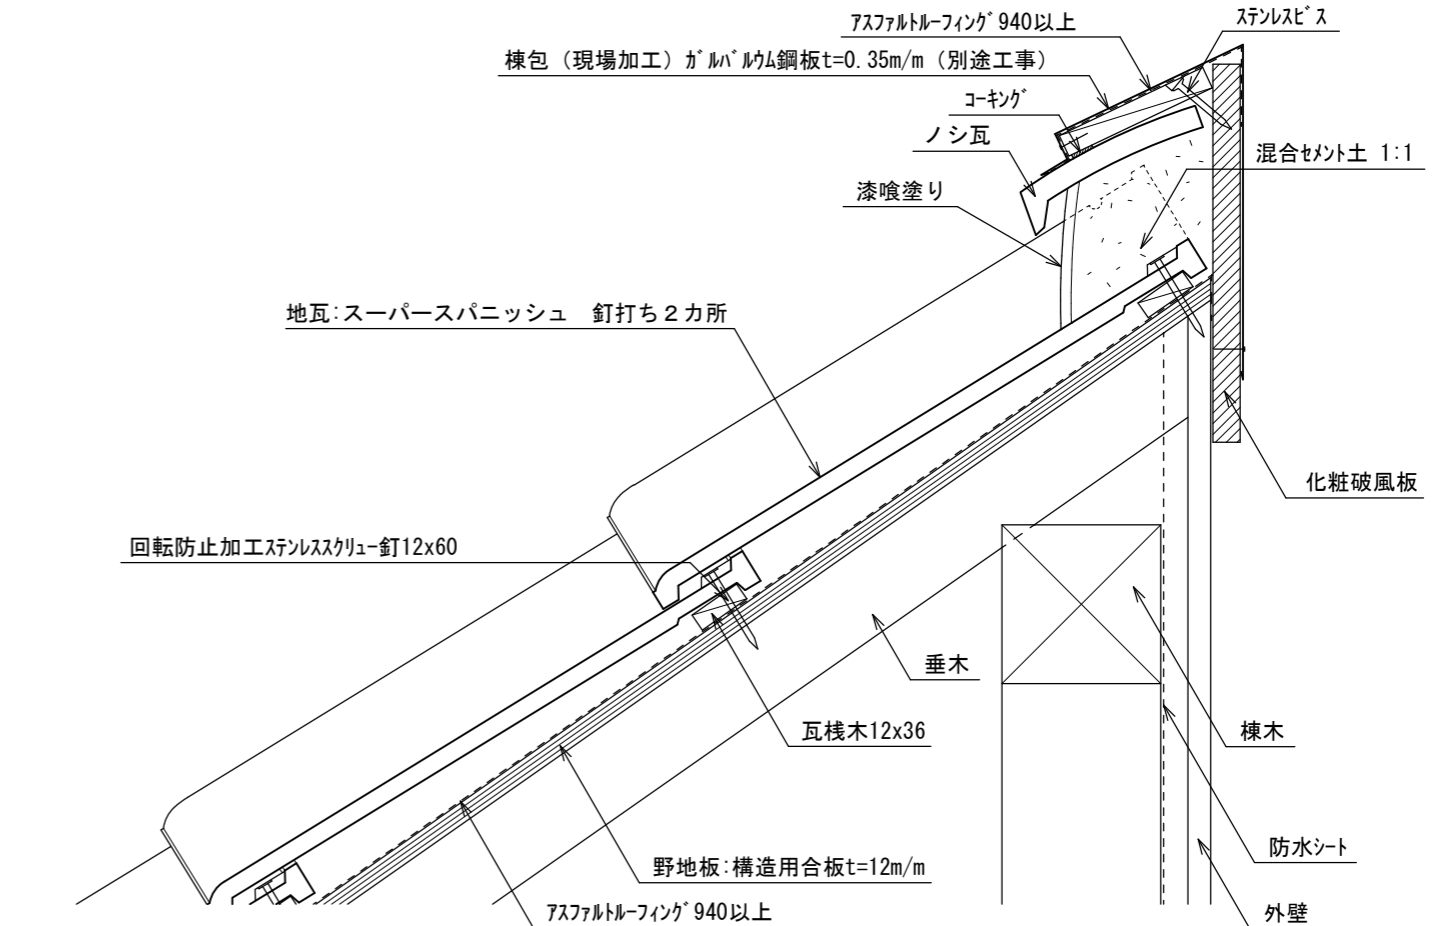 ｱｽﾌｧﾙﾄﾙｰﾌｨﾝｸﾞ940以上
ｽﾃﾝﾚｽﾋﾞｽ
棟包（現場加工）ｶﾞﾙﾊﾞﾙｳﾑ鋼板t=0.35m/m（別途工事）
ｺｰｷﾝｸﾞ
ノシ瓦
混合ｾﾒﾝﾄ土 1:1
漆喰塗り
地瓦:スーパースパニッシュ　釘打ち２カ所
化粧破風板
回転防止加工ｽﾃﾝﾚｽｽｸﾘｭｰ釘12x60
垂木
瓦桟木12x36
棟木
防水ｼｰﾄ
野地板:構造用合板t=12m/m
ｱｽﾌｧﾙﾄﾙｰﾌｨﾝｸﾞ940以上
外壁